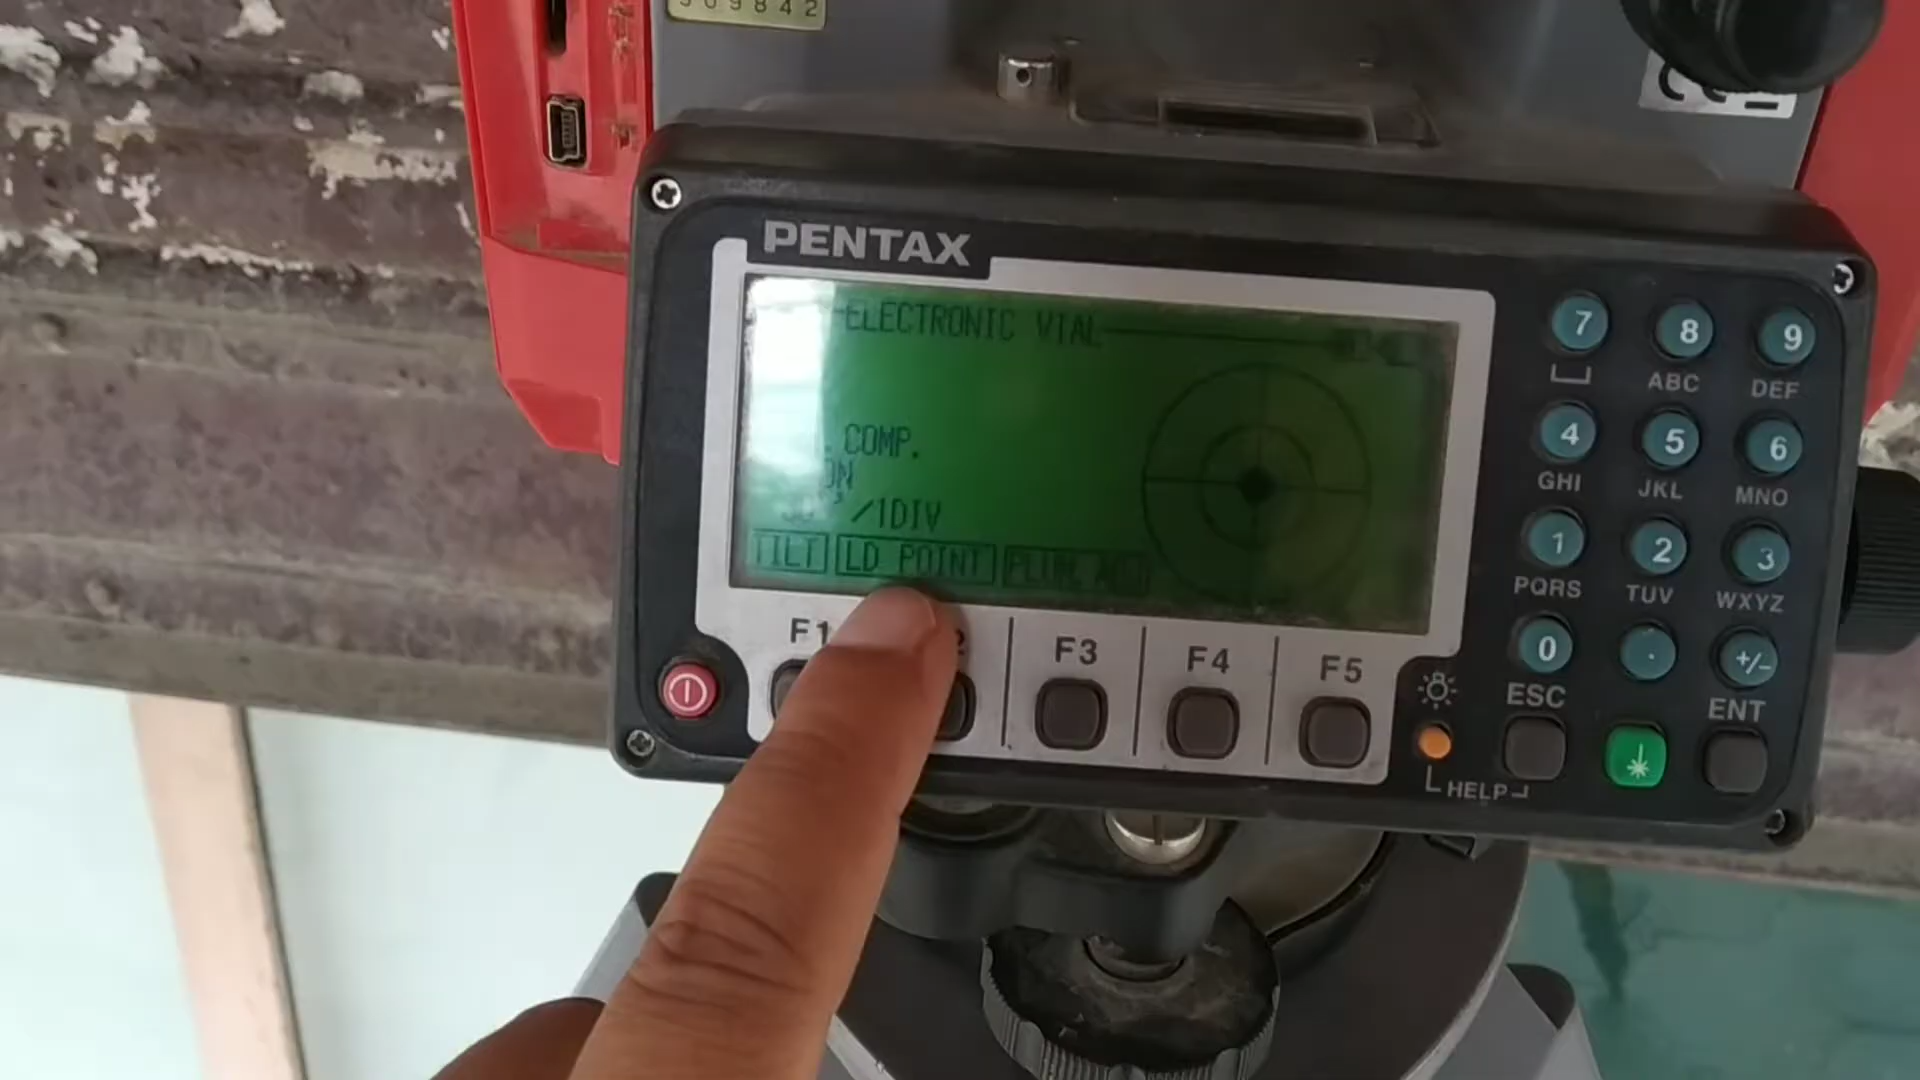 PENTAX
ELECTRONIC VIAL
COMP.
ON
/1DIV
TILT LD POINT
F1 F3 F4 F5
7 8 9
ABC DEF
4 5 6
GHI JKL MNO
1 2 3
PQRS TUV WXYZ
0 . +/-
ESC ENT
HELP